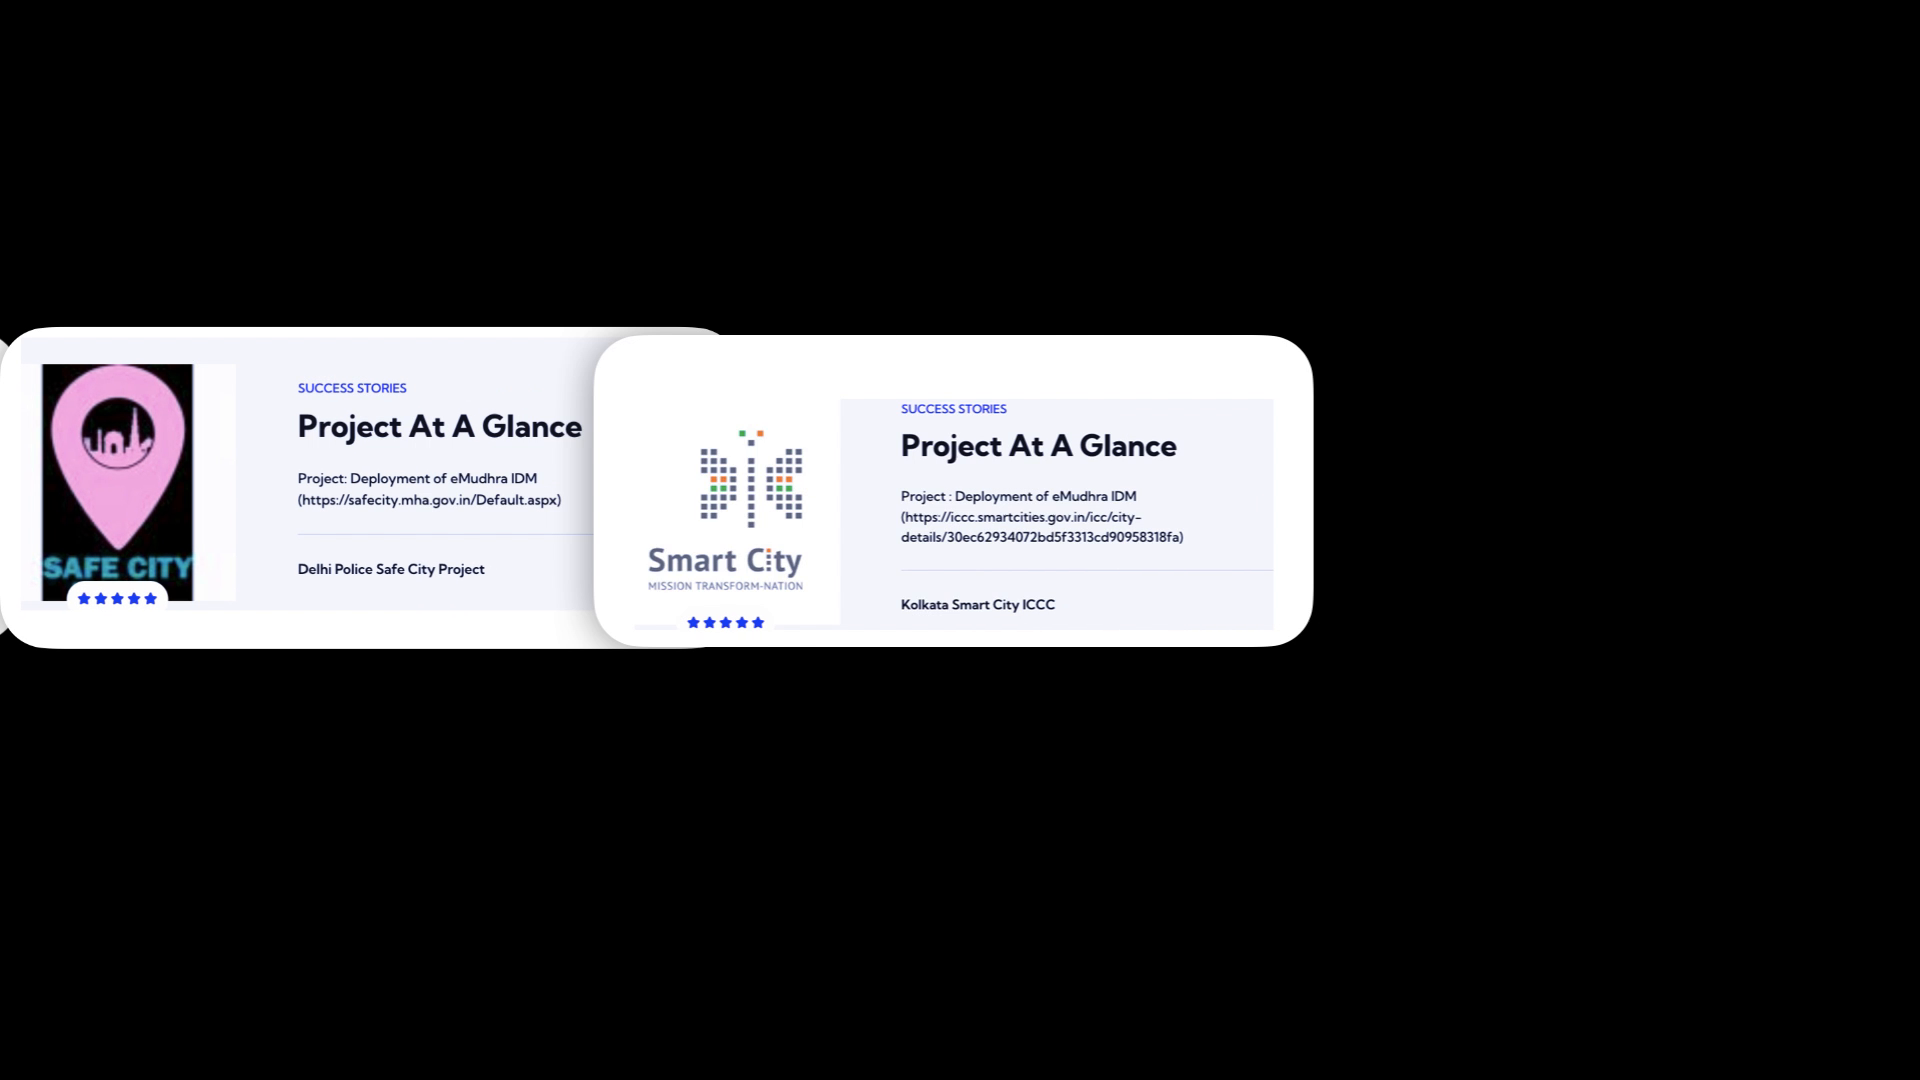 SAFE CITY
SUCCESS STORIES
Project At A Glance
Project: Deployment of eMudhra IDM
(https://safecity.mha.gov.in/Default.aspx)
Delhi Police Safe City Project
Smart City
MISSION TRANSFORM-NATION
SUCCESS STORIES
Project At A Glance
Project : Deployment of eMudhra IDM
(https://iccc.smartcities.gov.in/icc/city-
details/30ec62934072bd5f3313cd90958318fa)
Kolkata Smart City ICCC